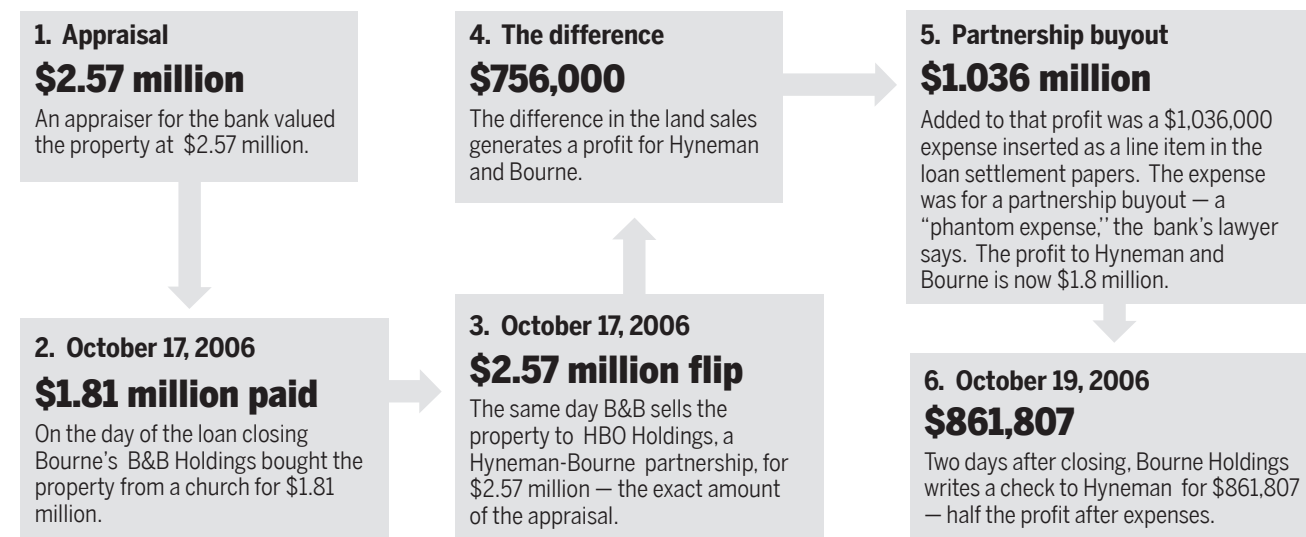 1. Appraisal
$2.57 million
An appraiser for the bank valued
the property at $2.57 million.
2. October 17, 2006
$1.81 million paid
On the day of the loan closing
Bourne's B&B Holdings bought the
property from a church for $1.81
million.
3. October 17, 2006
$2.57 million flip
The same day B&B sells the
property to HBO Holdings, a
Hyneman-Bourne partnership, for
$2.57 million — the exact amount
of the appraisal.
4. The difference
$756,000
The difference in the land sales
generates a profit for Hyneman
and Bourne.
5. Partnership buyout
$1.036 million
Added to that profit was a $1,036,000
expense inserted as a line item in the
loan settlement papers. The expense
was for a partnership buyout — a
“phantom expense,’’ the bank’s lawyer
says. The profit to Hyneman and
Bourne is now $1.8 million.
6. October 19, 2006
$861,807
Two days after closing, Bourne Holdings
writes a check to Hyneman for $861,807
— half the profit after expenses.